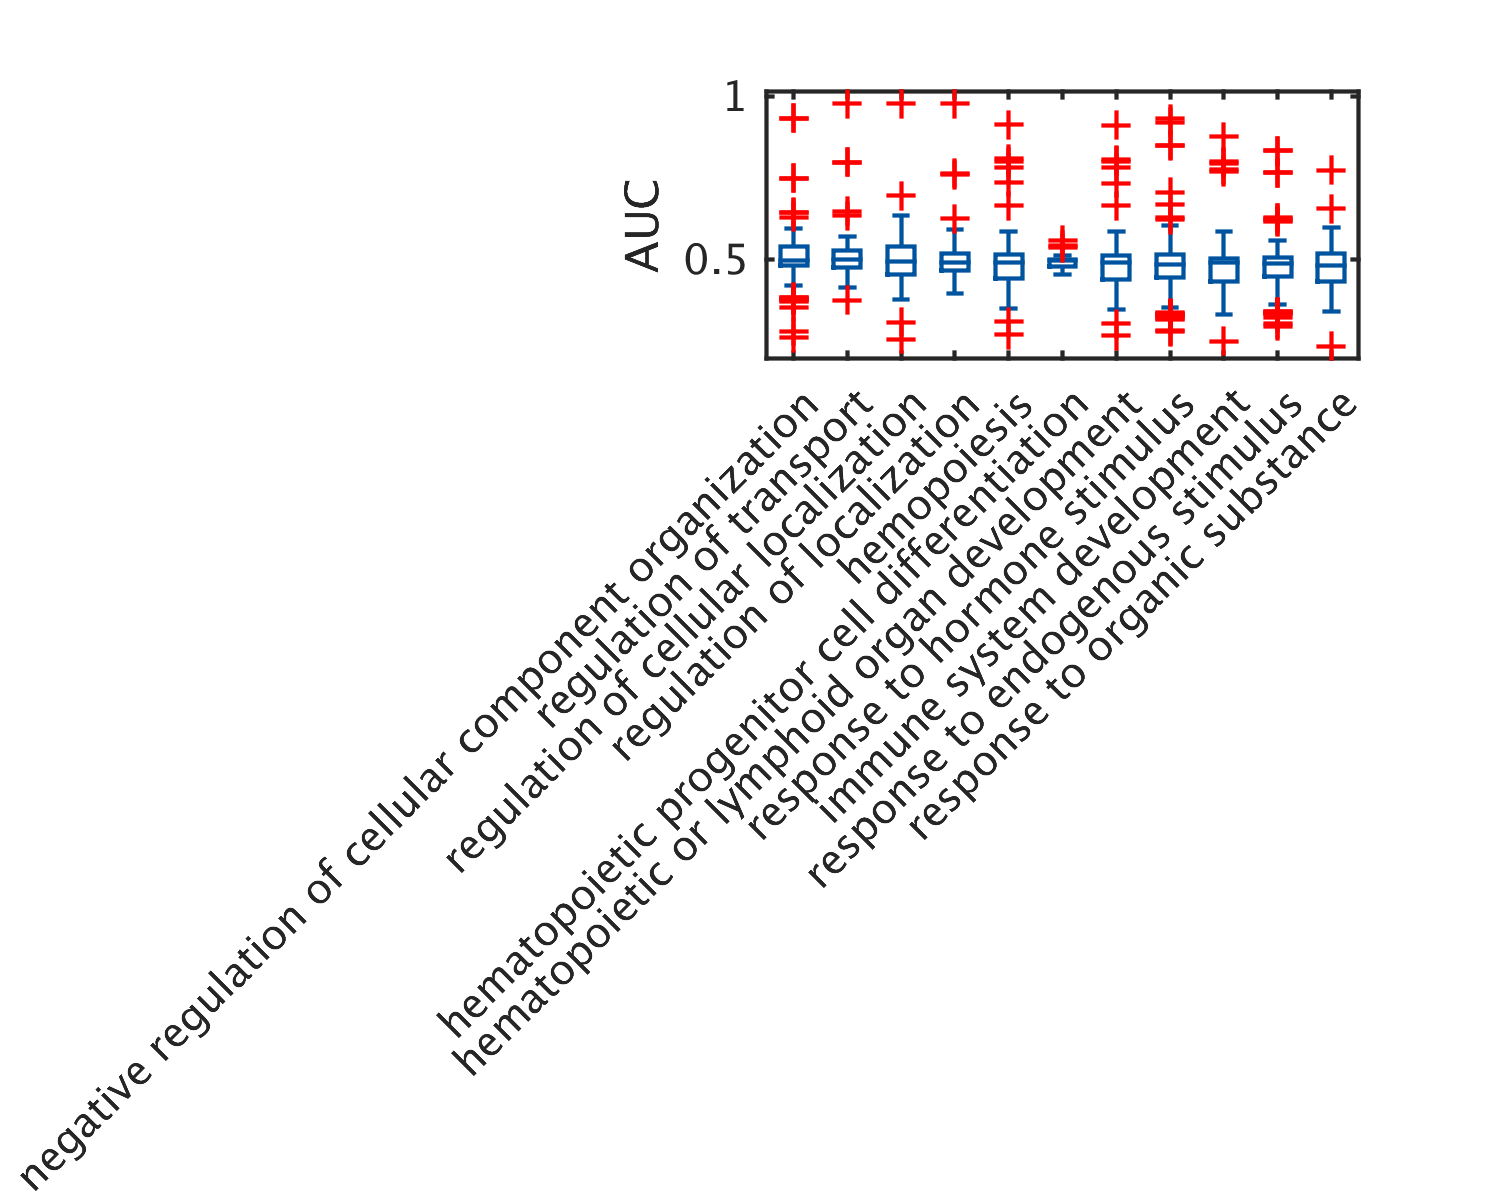 1
0.5
AUC
negative regulation of cellular component organization
regulation of transport
regulation of cellular localization
regulation of localization
hemopoiesis
hematopoietic progenitor cell differentiation
hematopoietic or lymphoid organ development
response to hormone stimulus
immune system development
response to endogenous stimulus
response to organic substance